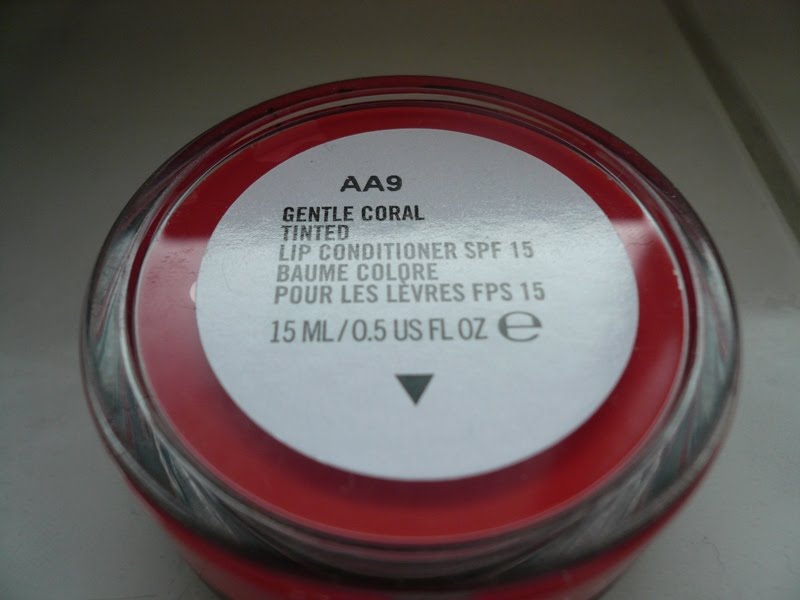 AA9
GENTLE CORAL
TINTED
LIP CONDITIONER SPF 15
BAUME COLORE
POUR LES LÈVRES FPS 15
15 ML/0.5 US FL OZ ℮